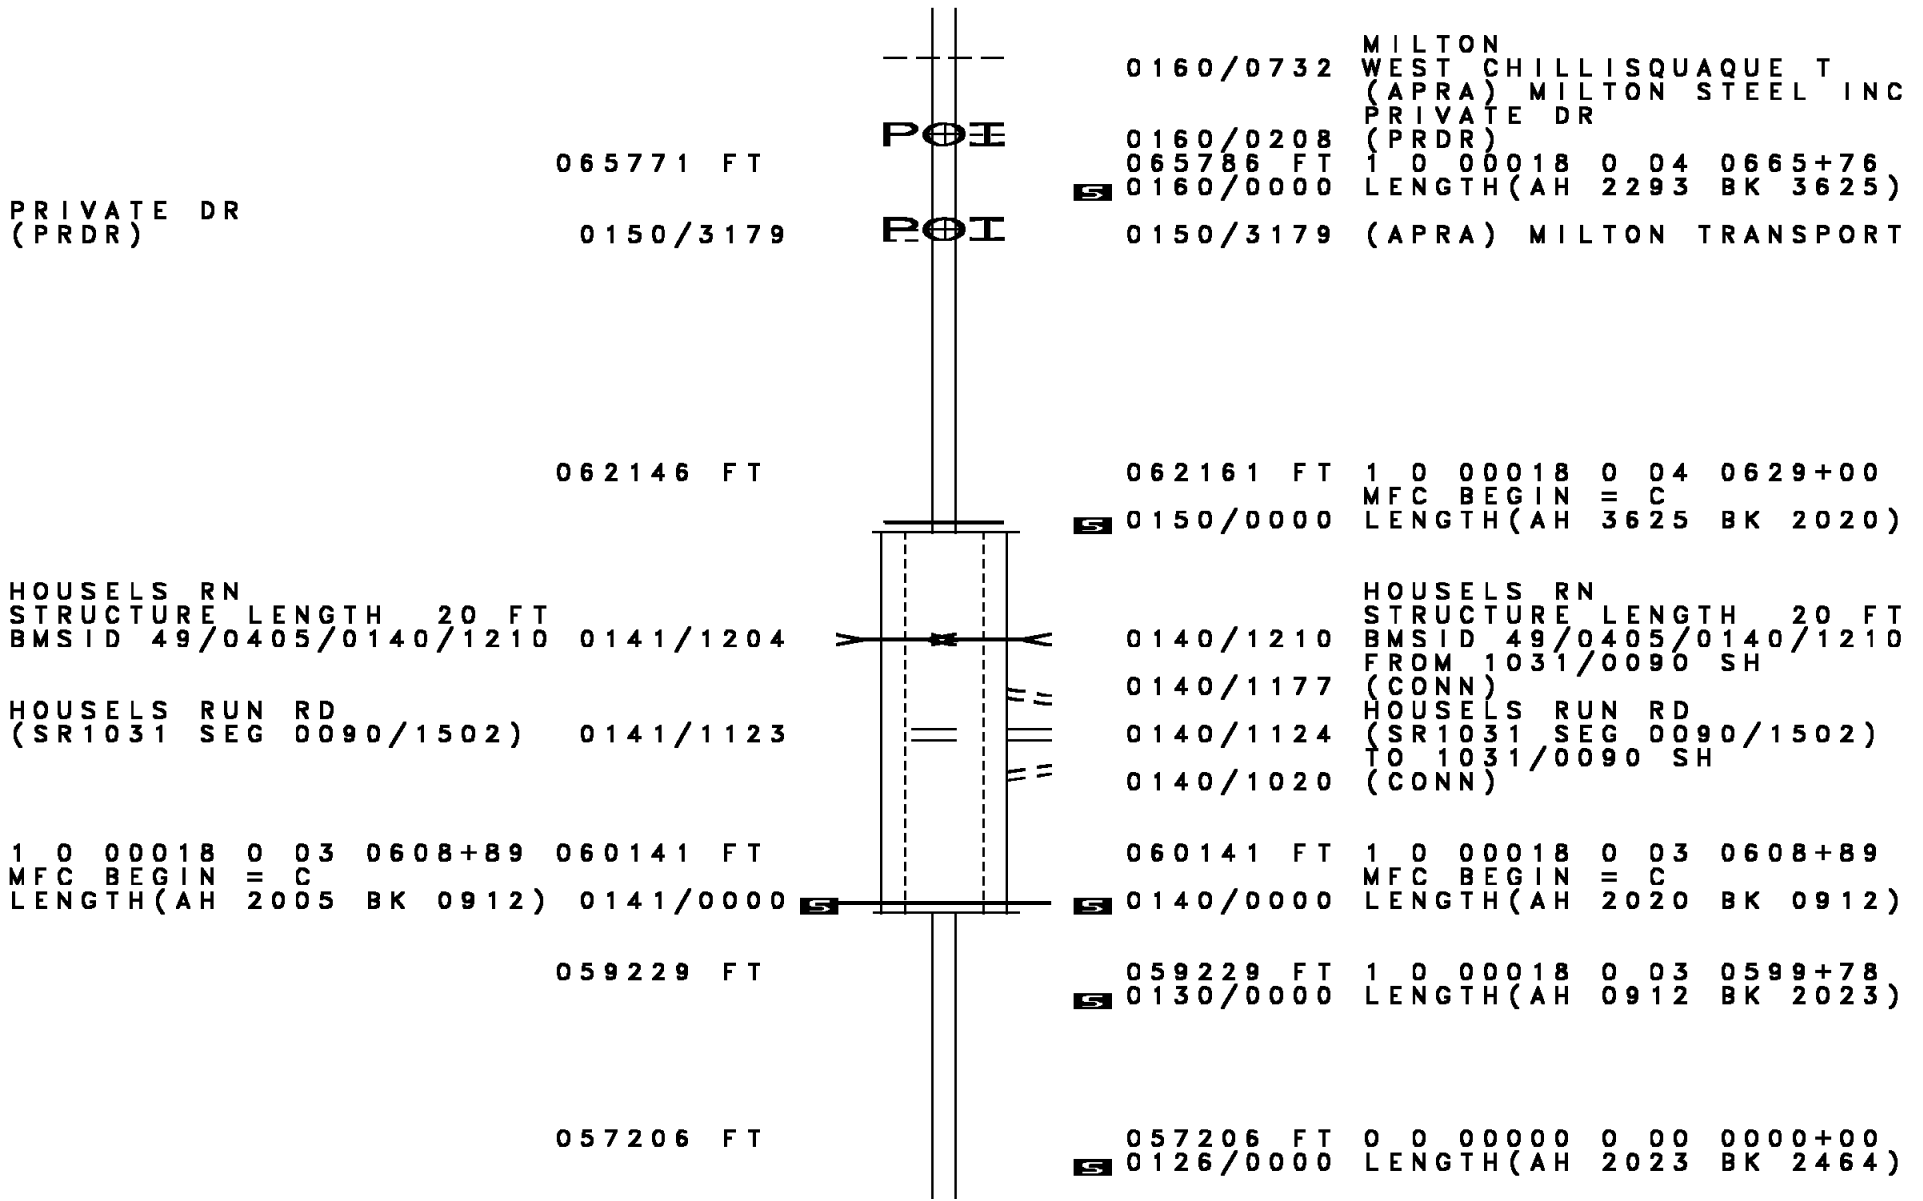 MILTON
0160/0732 WEST CHILLISQUAQUE T
(APRA) MILTON STEEL INC
PRIVATE DR
POI 0160/0208 (PRDR)
065771 FT 065786 FT 1 0 00018 0 04 0665+76
S 0160/0000 LENGTH(AH 2293 BK 3625)
PRIVATE DR
(PRDR) 0150/3179 POI 0150/3179 (APRA) MILTON TRANSPORT
062146 FT 062161 FT 1 0 00018 0 04 0629+00
MFC BEGIN = C
S 0150/0000 LENGTH(AH 3625 BK 2020)
HOUSELS RN HOUSELS RN
STRUCTURE LENGTH 20 FT STRUCTURE LENGTH 20 FT
BMSID 49/0405/0140/1210 0141/1204 0140/1210 BMSID 49/0405/0140/1210
FROM 1031/0090 SH
0140/1177 (CONN)
HOUSELS RUN RD HOUSELS RUN RD
(SR1031 SEG 0090/1502) 0141/1123 0140/1124 (SR1031 SEG 0090/1502)
TO 1031/0090 SH
0140/1020 (CONN)
1 0 00018 0 03 0608+89 060141 FT 060141 FT 1 0 00018 0 03 0608+89
MFC BEGIN = C MFC BEGIN = C
LENGTH(AH 2005 BK 0912) 0141/0000 S S 0140/0000 LENGTH(AH 2020 BK 0912)
059229 FT 059229 FT 1 0 00018 0 03 0599+78
S 0130/0000 LENGTH(AH 0912 BK 2023)
057206 FT 057206 FT 0 0 00000 0 00 0000+00
S 0126/0000 LENGTH(AH 2023 BK 2464)